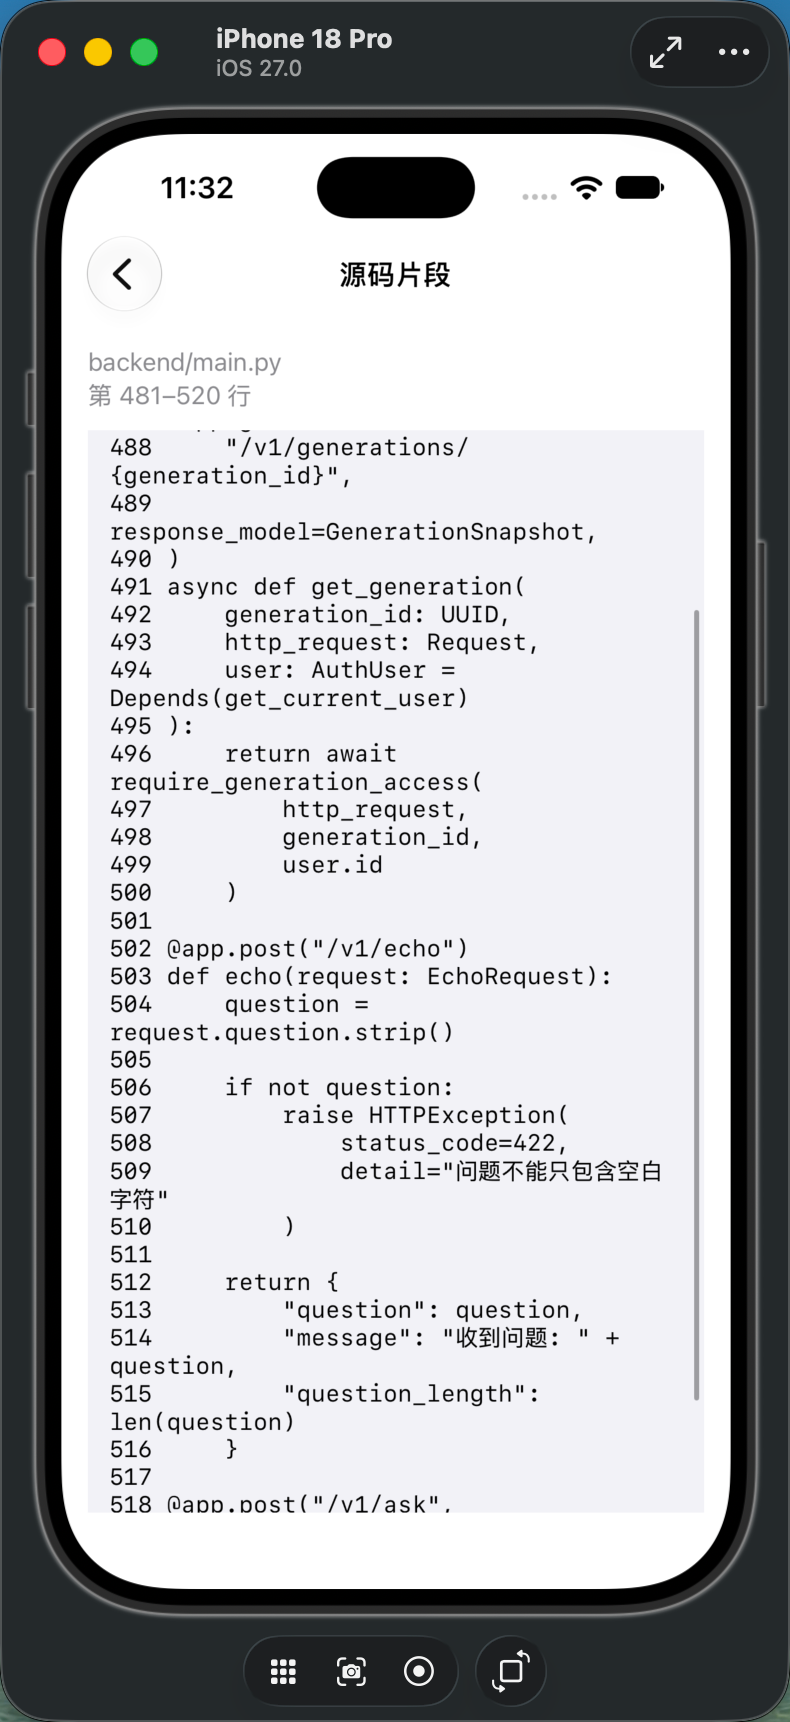 iPhone 18 Pro
iOS 27.0
11:32
源码片段
backend/main.py
第 481–520 行
488     "/v1/generations/
{generation_id}",
489
response_model=GenerationSnapshot,
490 )
491 async def get_generation(
492     generation_id: UUID,
493     http_request: Request,
494     user: AuthUser =
Depends(get_current_user)
495 ):
496     return await
require_generation_access(
497         http_request,
498         generation_id,
499         user.id
500     )
501
502 @app.post("/v1/echo")
503 def echo(request: EchoRequest):
504     question =
request.question.strip()
505
506     if not question:
507         raise HTTPException(
508             status_code=422,
509             detail="问题不能只包含空白
字符"
510         )
511
512     return {
513         "question": question,
514         "message": "收到问题: " +
question,
515         "question_length":
len(question)
516     }
517
518 @app.post("/v1/ask",